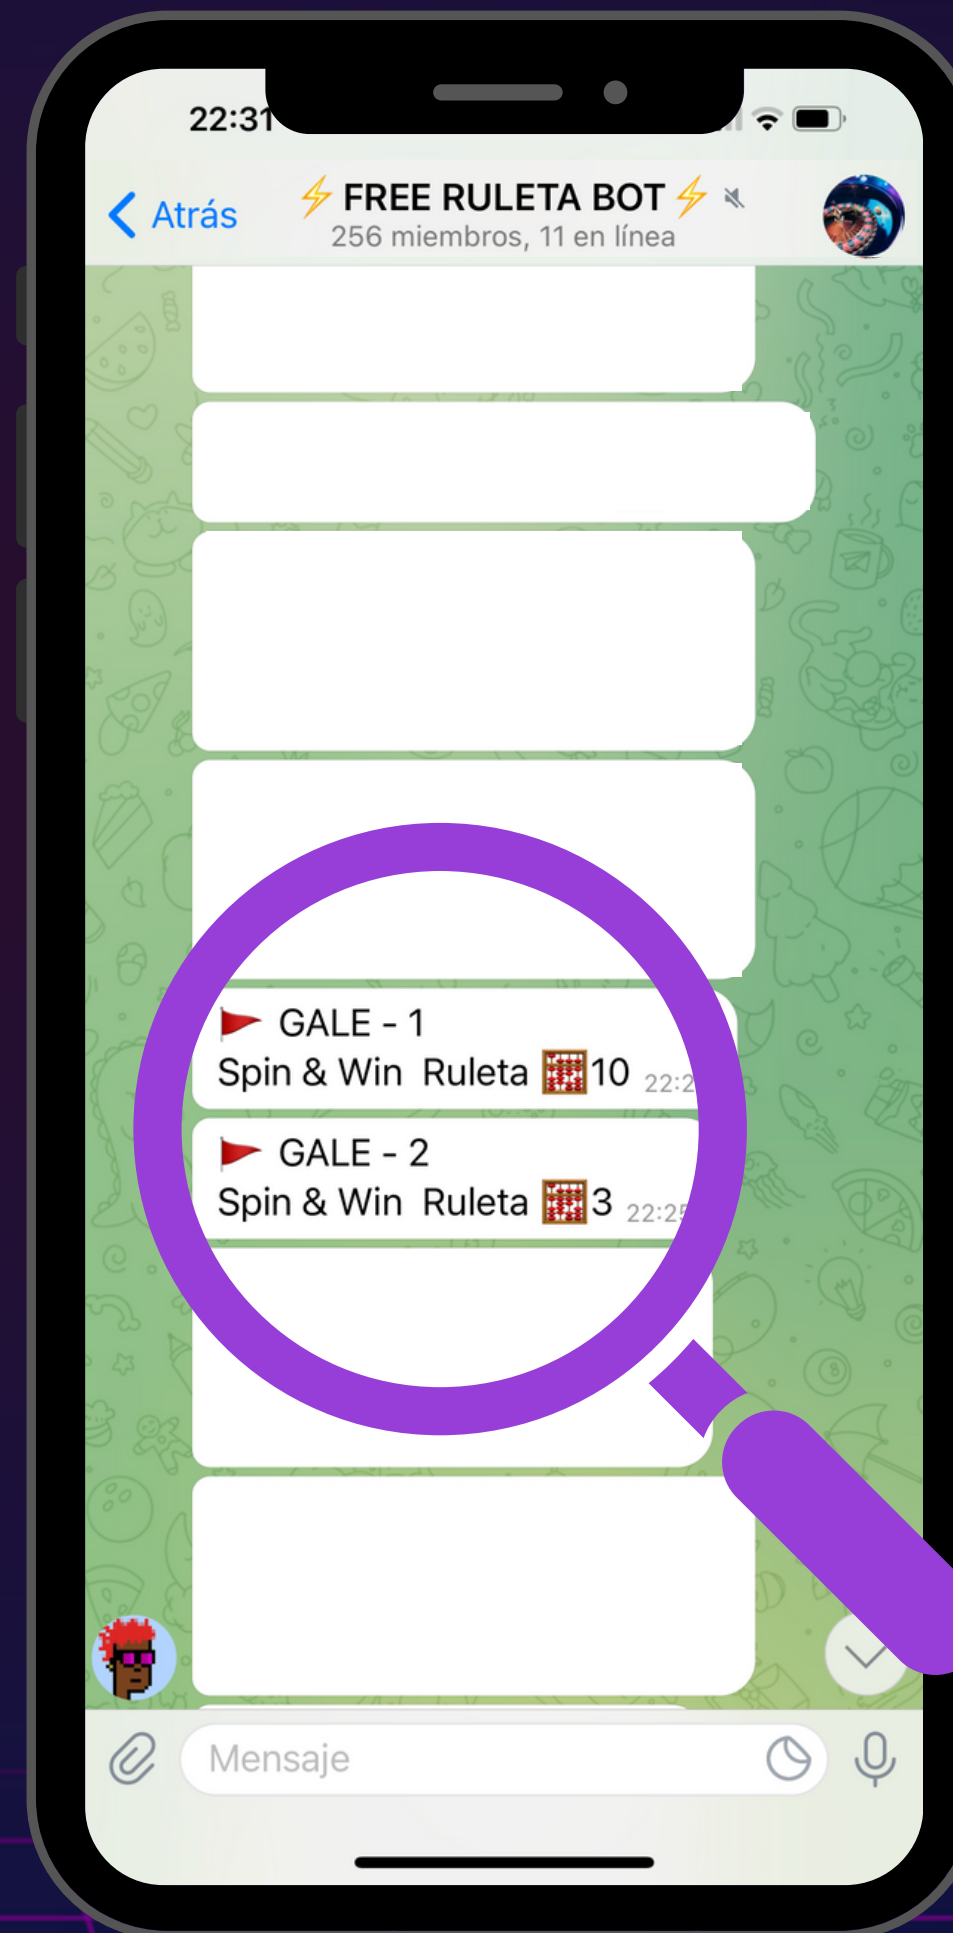 22:31
Atrás
⚡ FREE RULETA BOT ⚡
256 miembros, 11 en línea
🚩 GALE - 1
Spin & Win Ruleta 🧮10
🚩 GALE - 2
Spin & Win Ruleta 🧮3
Mensaje